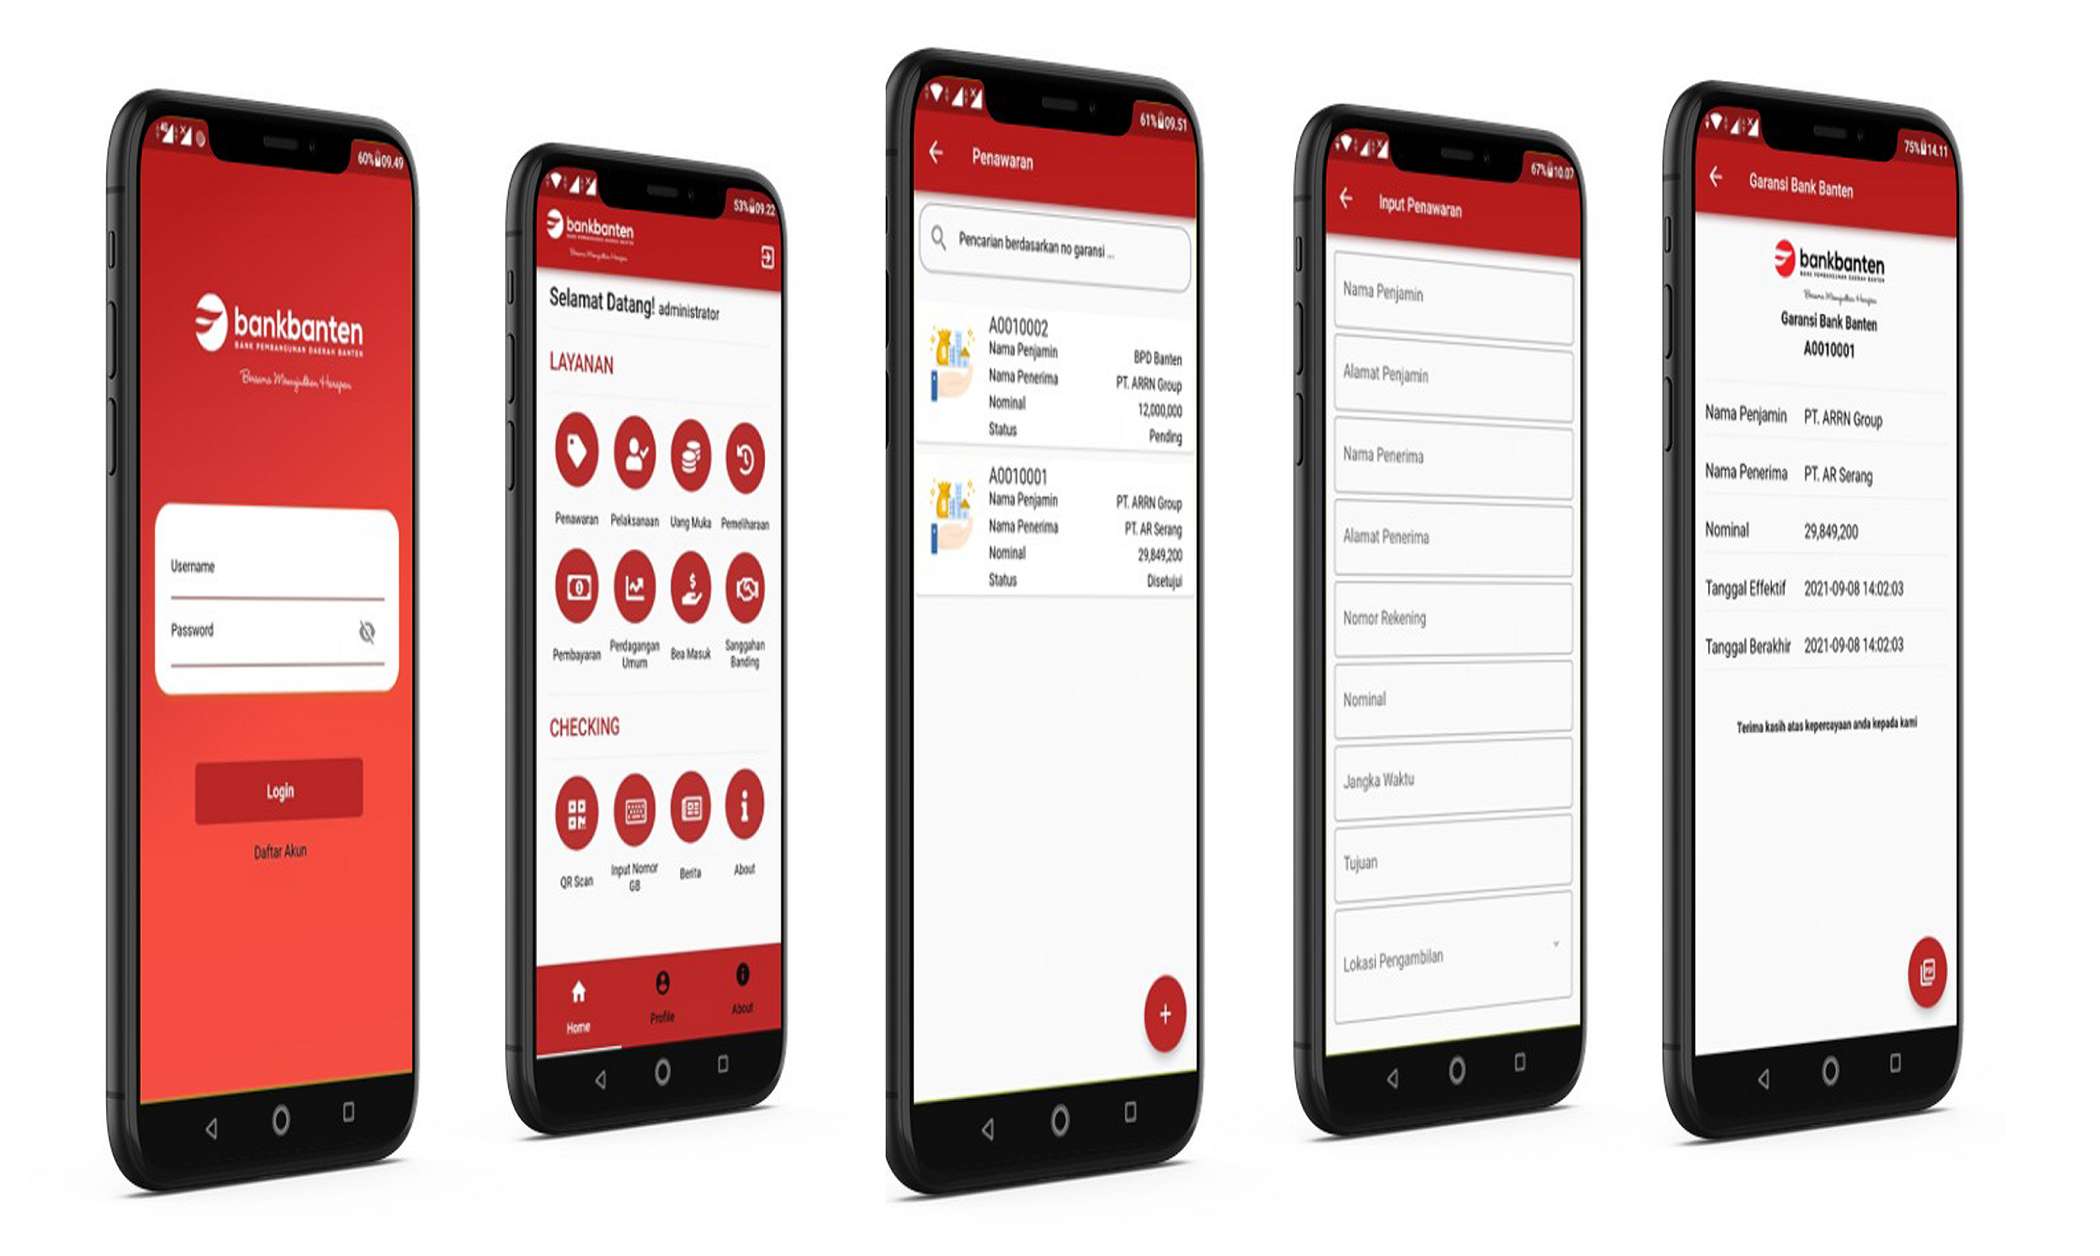 60% 09.49
bankbanten
BANK PEMBANGUNAN DAERAH BANTEN
Bersama Mewujudkan Harapan
Username
Password
Login
Daftar Akun
53% 09.22
bankbanten
BANK PEMBANGUNAN DAERAH BANTEN
Bersama Mewujudkan Harapan
Selamat Datang! administrator
LAYANAN
Penawaran Pelaksanaan Uang Muka Pemeliharaan
Pembayaran Perdagangan Umum Bea Masuk Sanggahan Banding
CHECKING
QR Scan Input Nomor GB Berita About
Home Profile About
61% 09.51
Penawaran
Pencarian berdasarkan no garansi ...
A0010002
Nama Penjamin BPD Banten
Nama Penerima PT. ARRN Group
Nominal 12,000,000
Status Pending
A0010001
Nama Penjamin PT. ARRN Group
Nama Penerima PT. AR Serang
Nominal 29,849,200
Status Disetujui
+
67% 10.07
Input Penawaran
Nama Penjamin
Alamat Penjamin
Nama Penerima
Alamat Penerima
Nomor Rekening
Nominal
Jangka Waktu
Tujuan
Lokasi Pengambilan
75% 14.11
Garansi Bank Banten
bankbanten
BANK PEMBANGUNAN DAERAH BANTEN
Bersama Mewujudkan Harapan
Garansi Bank Banten
A0010001
Nama Penjamin PT. ARRN Group
Nama Penerima PT. AR Serang
Nominal 29,849,200
Tanggal Effektif 2021-09-08 14:02:03
Tanggal Berakhir 2021-09-08 14:02:03
Terima kasih atas kepercayaan anda kepada kami